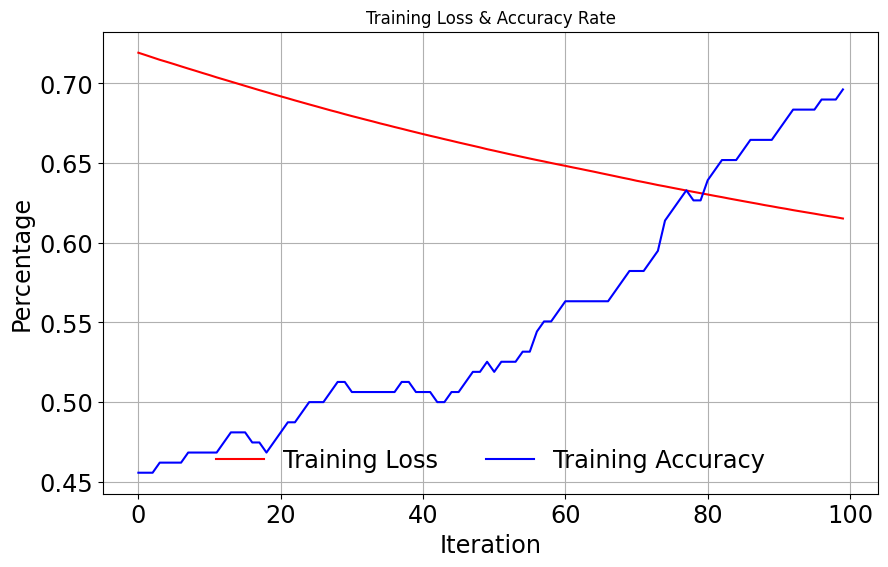 Training Loss & Accuracy Rate
Percentage
0.70
0.65
0.60
0.55
0.50
0.45
Training Loss
Training Accuracy
0 20 40 60 80 100
Iteration